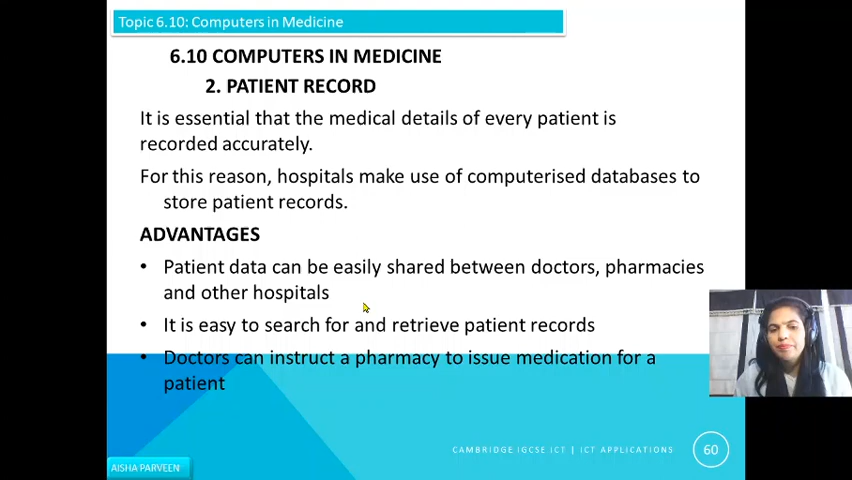 Topic 6.10: Computers in Medicine
6.10 COMPUTERS IN MEDICINE
2. PATIENT RECORD
It is essential that the medical details of every patient is
recorded accurately.
For this reason, hospitals make use of computerised databases to
store patient records.
ADVANTAGES
• Patient data can be easily shared between doctors, pharmacies
and other hospitals
• It is easy to search for and retrieve patient records
• Doctors can instruct a pharmacy to issue medication for a
patient
CAMBRIDGE IGCSE ICT | ICT APPLICATIONS
60
AISHA PARVEEN